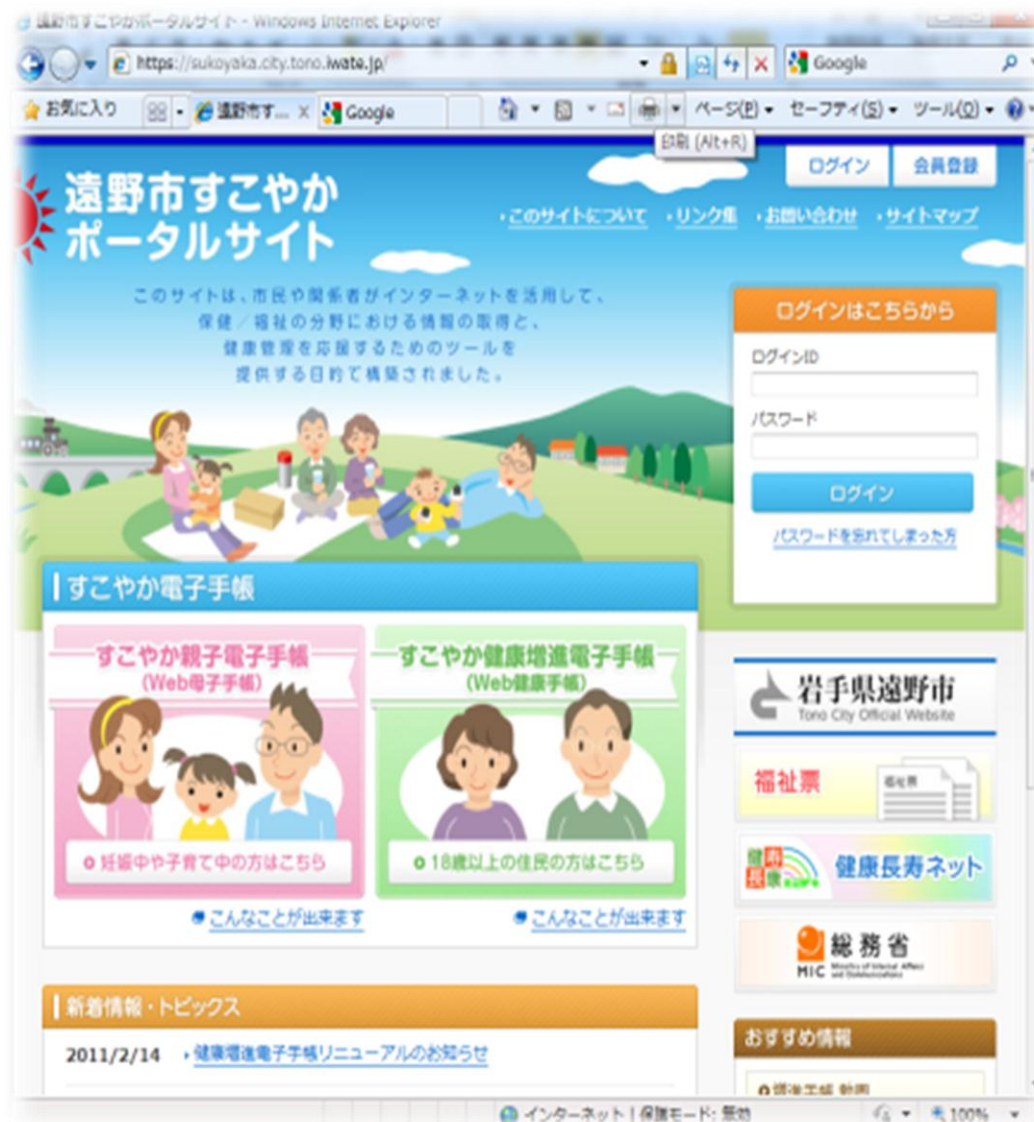 遠野市すこやかポータルサイト - Windows Internet Explorer
https://sukoyaka.city.tono.iwate.jp/
Google
お気に入り
遠野市す...
Google
ページ(P)
セーフティ(S)
ツール(O)
印刷 (Alt+R)
ログイン
会員登録
遠野市すこやか
ポータルサイト
このサイトについて
リンク集
お問い合わせ
サイトマップ
このサイトは、市民や関係者がインターネットを活用して、
保健／福祉の分野における情報の取得と、
健康管理を応援するためのツールを
提供する目的で構築されました。
ログインはこちらから
ログインID
パスワード
ログイン
パスワードを忘れてしまった方
すこやか電子手帳
すこやか親子電子手帳
(Web母子手帳)
妊娠中や子育て中の方はこちら
こんなことが出来ます
すこやか健康増進電子手帳
(Web健康手帳)
18歳以上の住民の方はこちら
こんなことが出来ます
岩手県遠野市
Tono City Official Website
福祉票
福祉票
健康長寿
健康長寿ネット
総務省
MIC Ministry of Internal Affairs
and Communications
新着情報・トピックス
2011/2/14
健康増進電子手帳リニューアルのお知らせ
おすすめ情報
増進手帳 動画
インターネット | 保護モード: 無効
100%